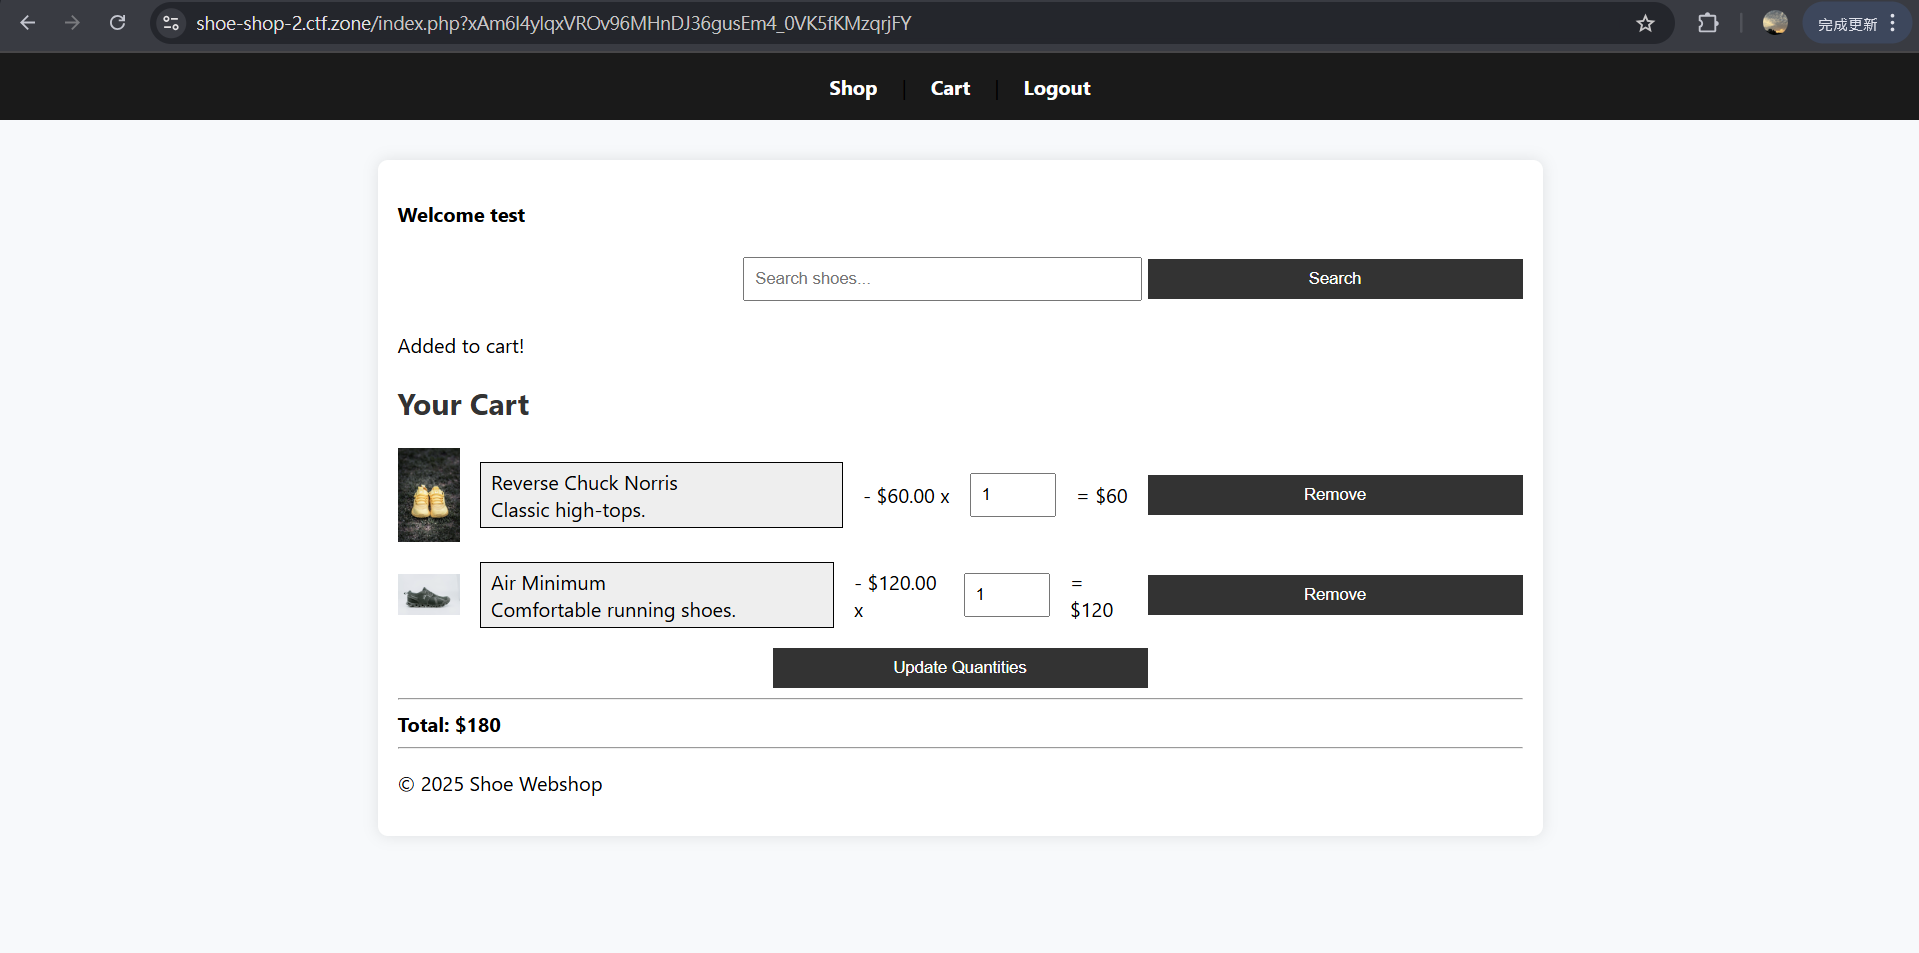 shoe-shop-2.ctf.zone/index.php?xAm6l4ylqxVROv96MHnDJ36gusEm4_0VK5fKMzqrjFY
完成更新
Shop | Cart | Logout
Welcome test
Search shoes...
Search
Added to cart!
Your Cart
Reverse Chuck Norris
Classic high-tops.
- $60.00 x
1
= $60
Remove
Air Minimum
Comfortable running shoes.
- $120.00
x
1
=
$120
Remove
Update Quantities
Total: $180
© 2025 Shoe Webshop